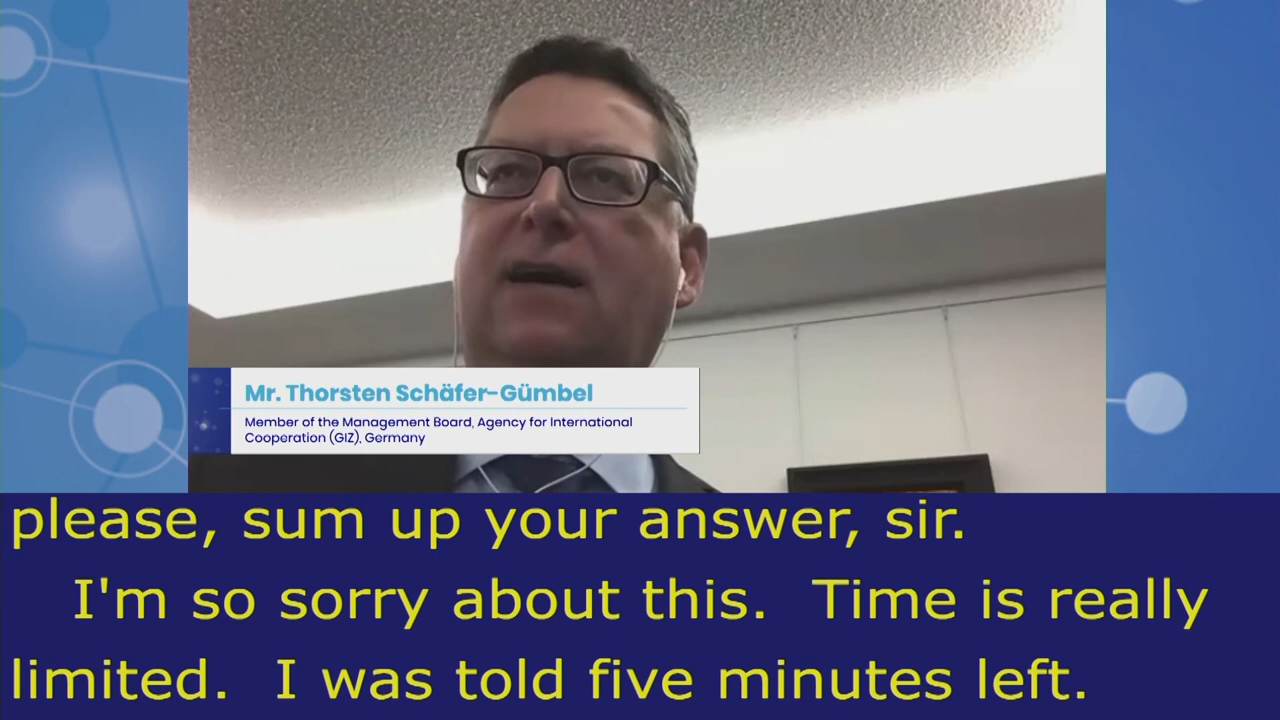 Mr. Thorsten Schäfer-Gümbel
Member of the Management Board, Agency for International
Cooperation (GIZ), Germany
please, sum up your answer, sir.
I'm so sorry about this.  Time is really
limited.  I was told five minutes left.